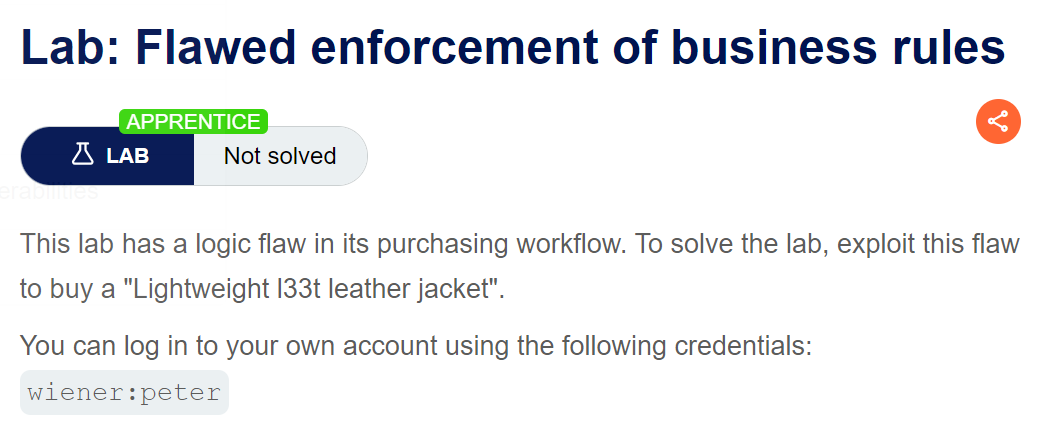 Lab: Flawed enforcement of business rules
APPRENTICE
LAB
Not solved
erabilities
This lab has a logic flaw in its purchasing workflow. To solve the lab, exploit this flaw
to buy a "Lightweight l33t leather jacket".
You can log in to your own account using the following credentials:
wiener:peter